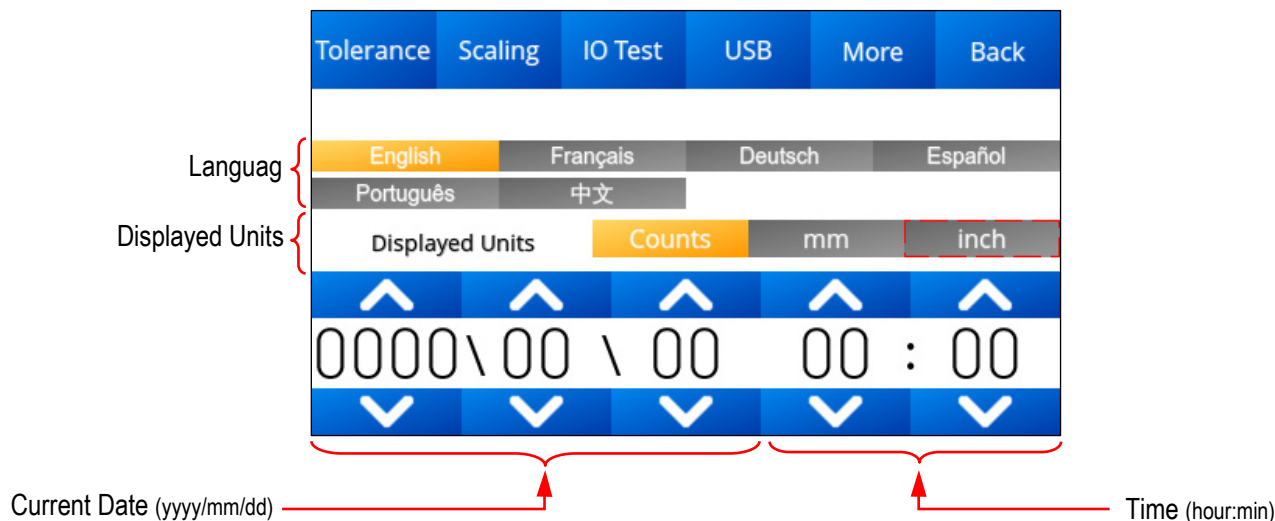 Tolerance Scaling IO Test USB More Back
Languag
English Français Deutsch Español
Português 中文
Displayed Units
Displayed Units Counts mm inch
0000\00 \ 00 00 : 00
Current Date (yyyy/mm/dd)
Time (hour:min)